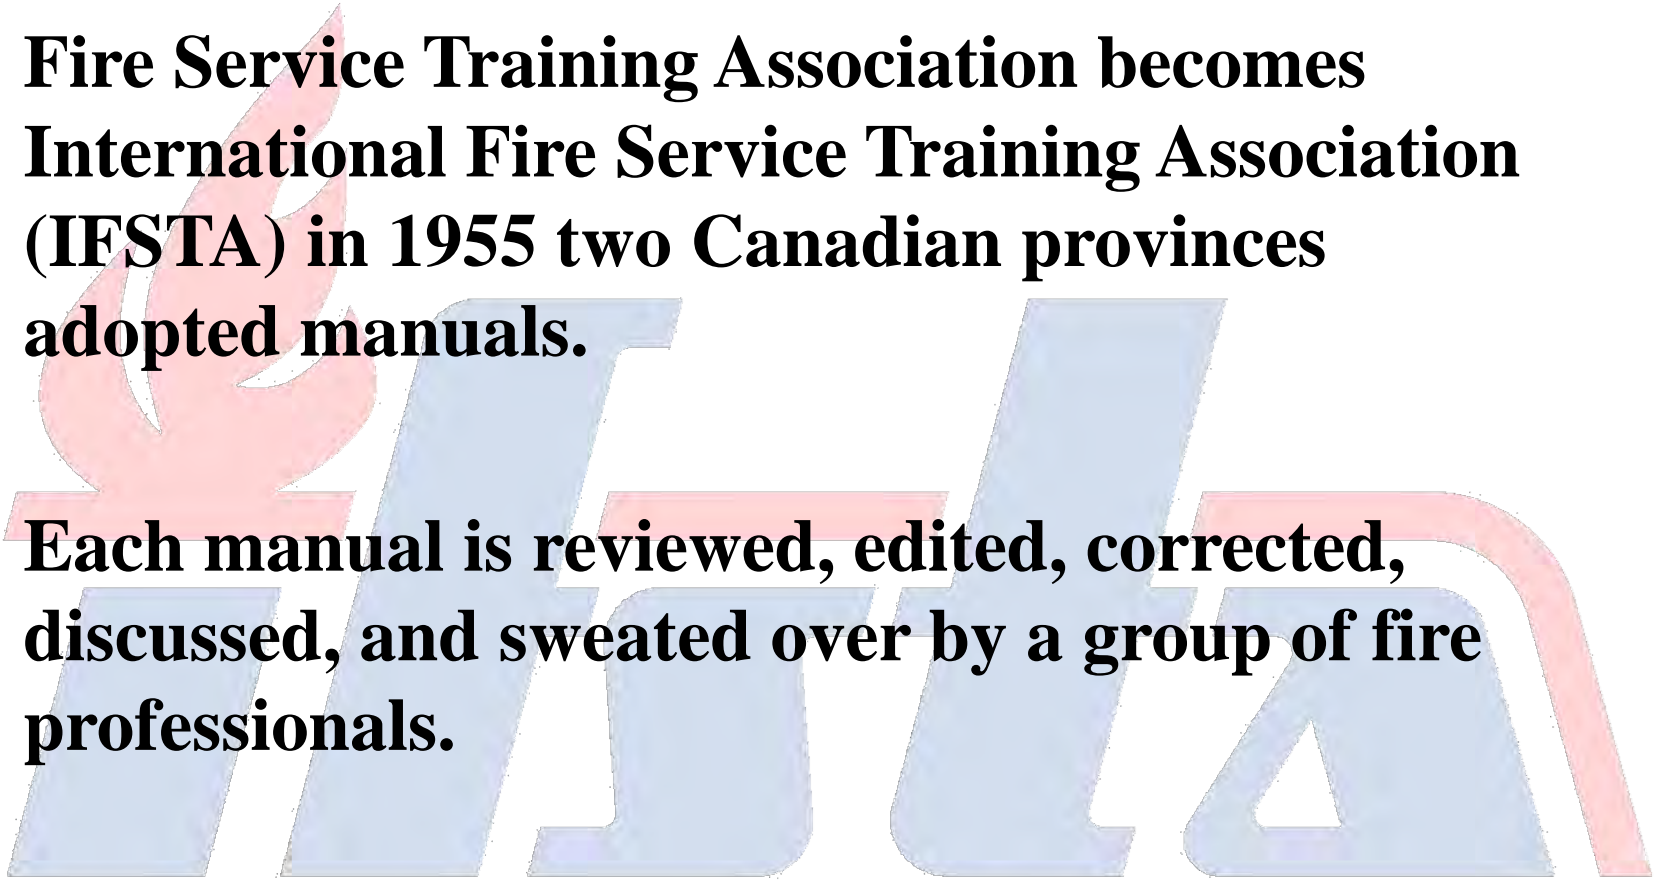 Fire Service Training Association becomes
International Fire Service Training Association
(IFSTA) in 1955 two Canadian provinces
adopted manuals.
Each manual is reviewed, edited, corrected,
discussed, and sweated over by a group of fire
professionals.
ifsta